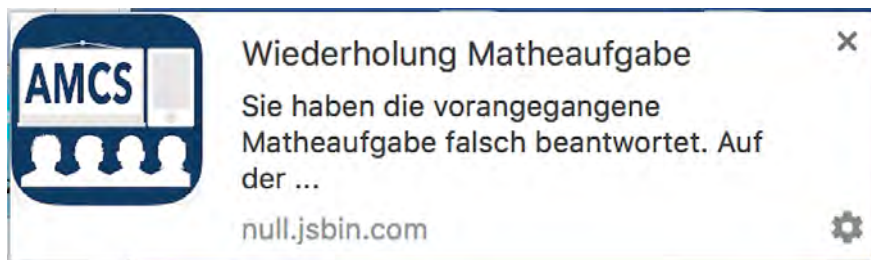 AMCS
Wiederholung Matheaufgabe
Sie haben die vorangegangene
Matheaufgabe falsch beantwortet. Auf
der ...
null.jsbin.com